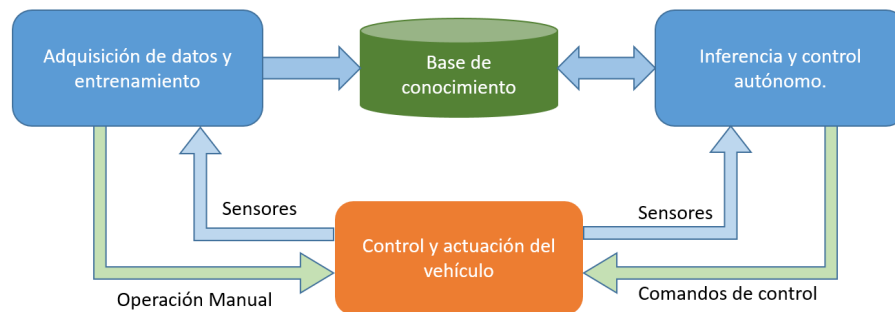 Adquisición de datos y
entrenamiento
Base de
conocimiento
Inferencia y control
autónomo.
Sensores
Sensores
Control y actuación del
vehículo
Operación Manual
Comandos de control